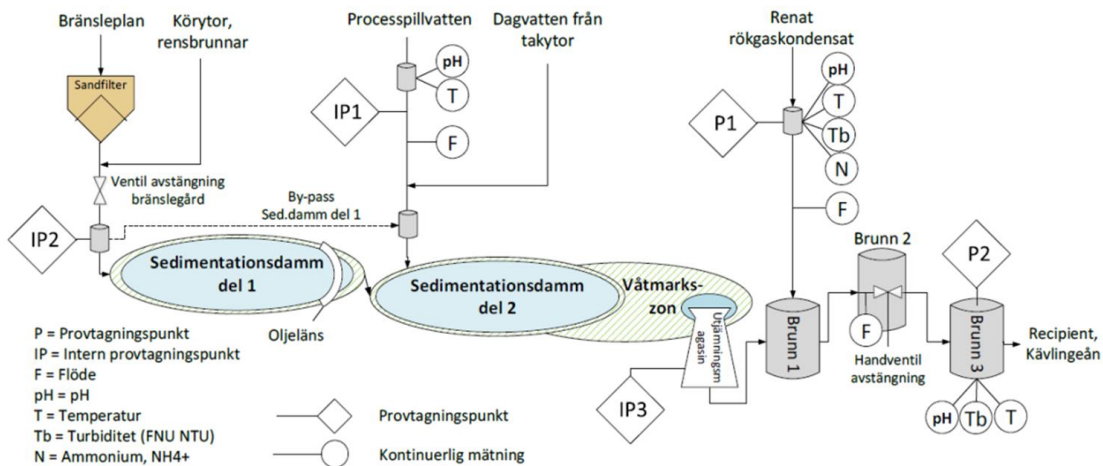 Bränsleplan
Körytor,
rensbrunnar
Processpillvatten
Dagvatten från
takytor
Renat
rökgaskondensat
Sandfilter
pH
T
IP1
F
pH
T
Tb
N
P1
F
Ventil avstängning
bränslegård
By-pass
Sed.damm del 1
IP2
Sedimentationsdamm
del 1
Sedimentationsdamm
del 2
Våtmarks-
zon
Utjämningsm
agasin
Oljeläns
IP3
Brunn 1
Brunn 2
F
Handventil
avstängning
P2
Brunn 3
Recipient,
Kävlingeån
pH
Tb
T
P = Provtagningspunkt
IP = Intern provtagningspunkt
F = Flöde
pH = pH
T = Temperatur
Tb = Turbiditet (FNU NTU)
N = Ammonium, NH4+
Provtagningspunkt
Kontinuerlig mätning